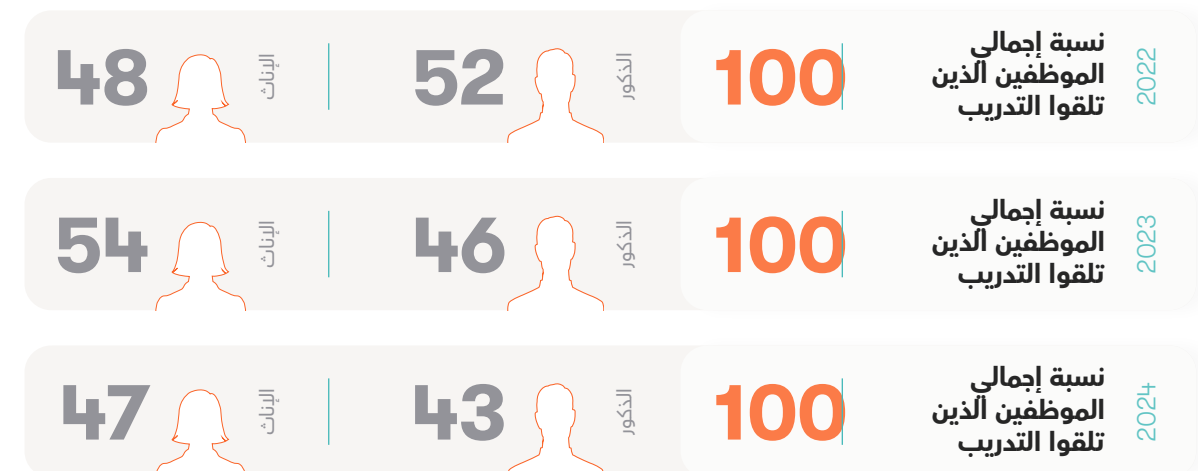 2022
نسبة إجمالي
الموظفين الذين
تلقوا التدريب
100
الذكور
52
الإناث
48
2023
نسبة إجمالي
الموظفين الذين
تلقوا التدريب
100
الذكور
46
الإناث
54
2024
نسبة إجمالي
الموظفين الذين
تلقوا التدريب
100
الذكور
43
الإناث
47